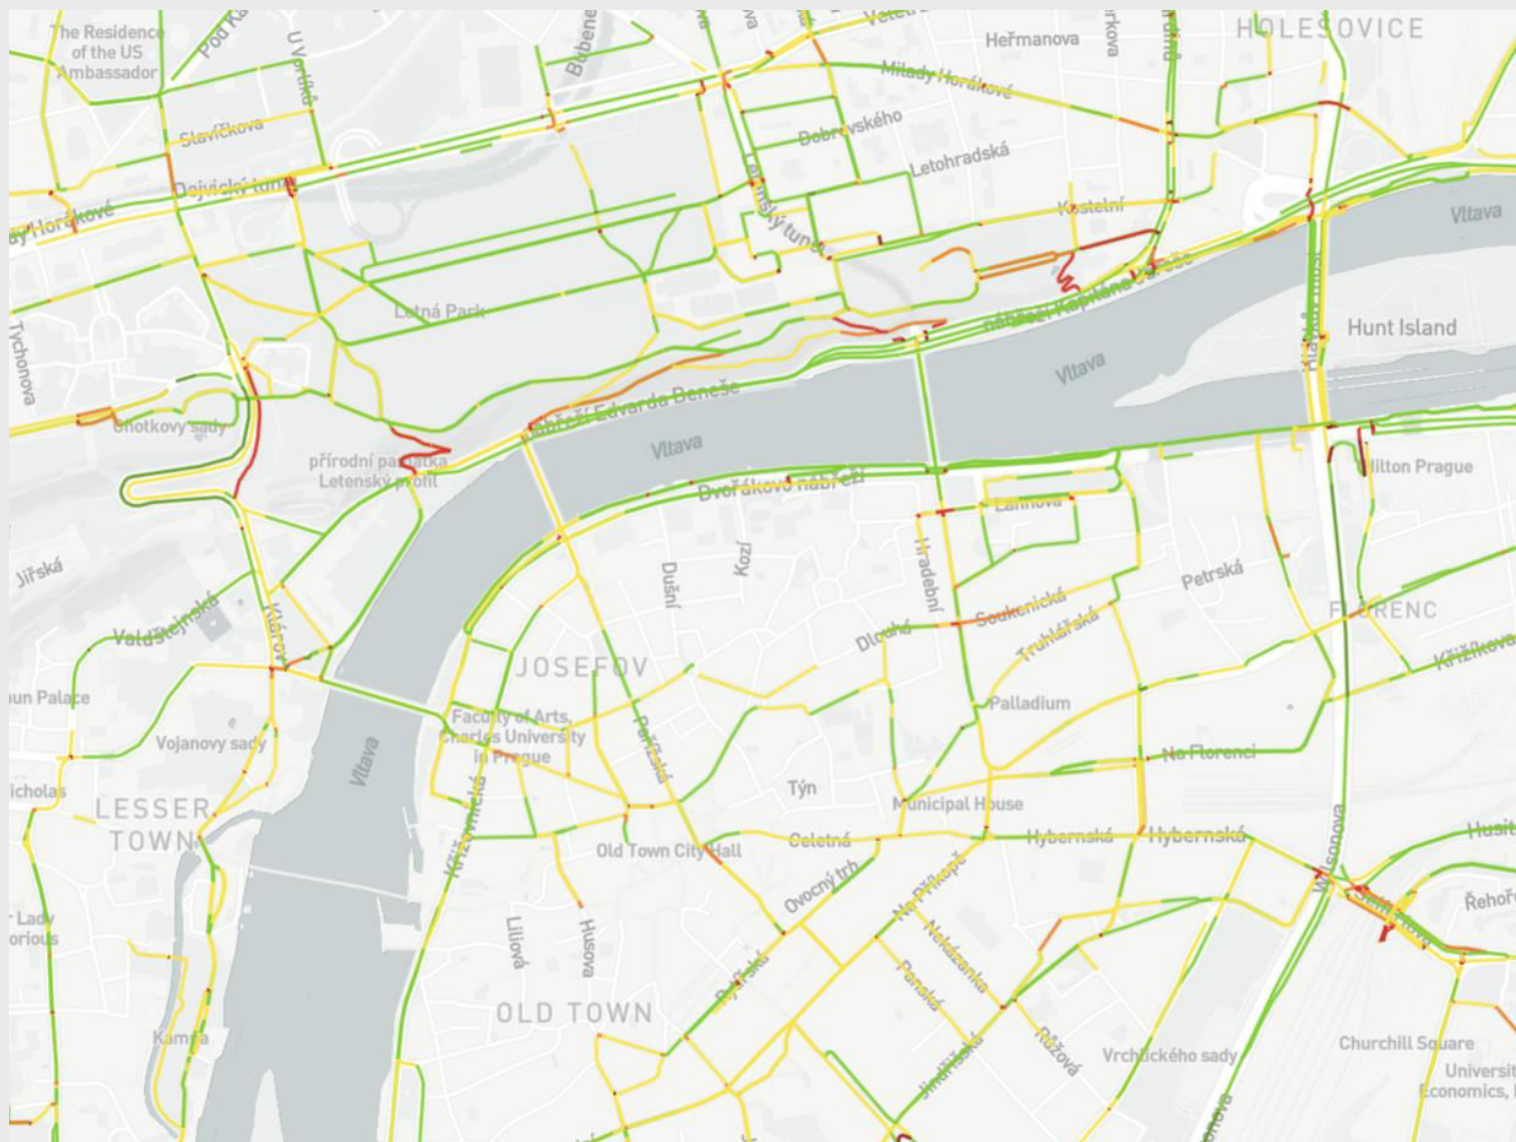 The Residence
of the US
Ambassador
U Vorlíků
HOLEŠOVICE
Heřmanova
Milady Horákové
Slavíčkova
Dobrovského
Letohradská
Kostelní
Vltava
Letná Park
nábřeží Kapitána Jaroše
Hunt Island
Tychonova
Vltava
nábřeží Edvarda Beneše
Chotkovy sady
přírodní památka
Letenský profil
Vltava
Dvořákovo nábřeží
Hilton Prague
Lannova
Jiřská
Dušní
Kozí
Hradební
Petrská
Valdštejnská
Klárov
Soukenická
Truhlářská
Dlouhá
FLORENC
Křižíkova
JOSEFOV
Palladium
Faculty of Arts,
Charles University
in Prague
Pařížská
Vojanovy sady
Vltava
Na Florenci
Týn
Municipal House
LESSER
TOWN
Křižovnická
Old Town City Hall
Celetná
Hybernská
Hybernská
Wilsonova
Ovocný trh
Na Příkopě
Liliová
Husova
Nekázanka
Panská
Rytířská
OLD TOWN
Kampa
Jindřišská
Růžová
Vrchlického sady
Churchill Square